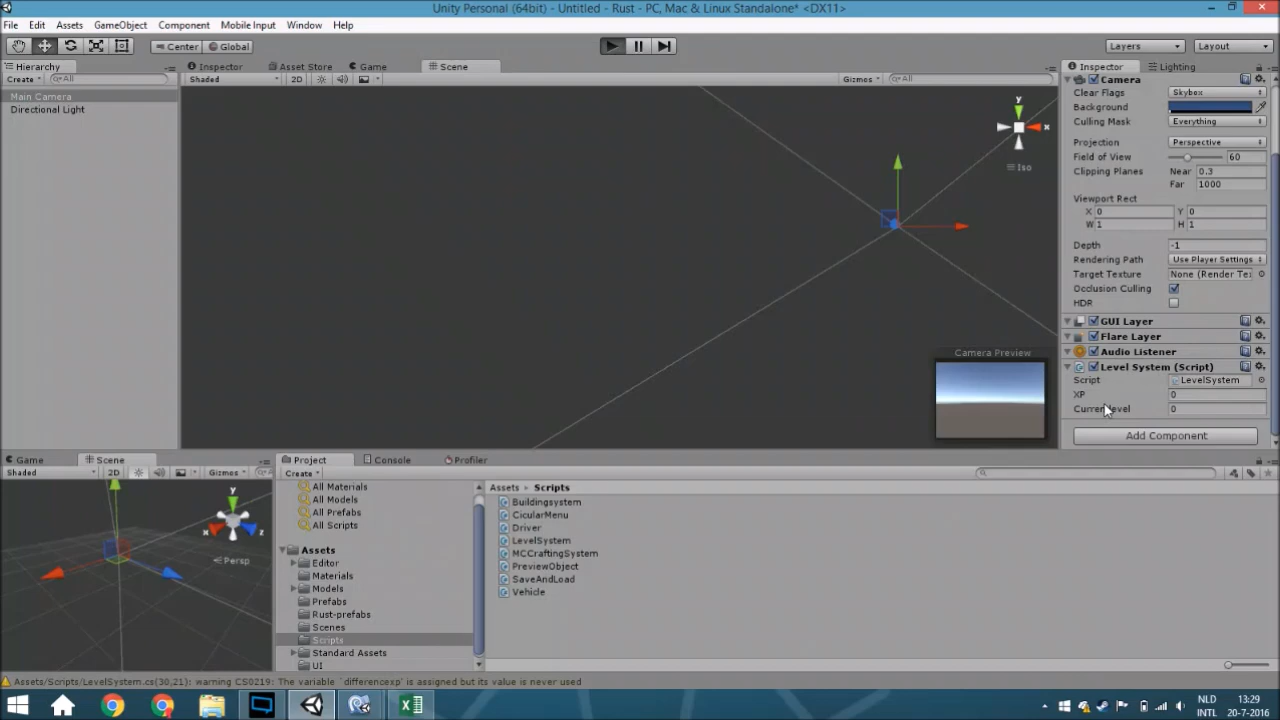 Unity Personal (64bit) - Untitled - Rust - PC, Mac & Linux Standalone* <DX11>
File Edit Assets GameObject Component Mobile Input Window Help
Center Global Layers Layout
Hierarchy Inspector Asset Store Game Scene Inspector Lighting
Create All Shaded 2D Gizmos All
Main Camera
Directional Light
y
x
Iso
Camera Preview
Camera
Clear Flags Skybox
Background
Culling Mask Everything
Projection Perspective
Field of View 60
Clipping Planes Near 0.3
Far 1000
Viewport Rect
X 0 Y 0
W 1 H 1
Depth -1
Rendering Path Use Player Settings
Target Texture None (Render Te
Occlusion Culling
HDR
GUI Layer
Flare Layer
Audio Listener
Level System (Script)
Script LevelSystem
XP 0
Currentlevel 0
Add Component
Game Scene Project Console Profiler
Shaded 2D Gizmos Create
y
x z
Persp
All Materials
All Models
All Prefabs
All Scripts
Assets
Editor
Materials
Models
Prefabs
Rust-prefabs
Scenes
Scripts
Standard Assets
UI
Assets Scripts
Buildingsystem
CicularMenu
Driver
LevelSystem
MCCraftingSystem
PreviewObject
SaveAndLoad
Vehicle
Assets/Scripts/LevelSystem.cs(30,21): warning CS0219: The variable `differencexp' is assigned but its value is never used
NLD 13:29
INTL 20-7-2016